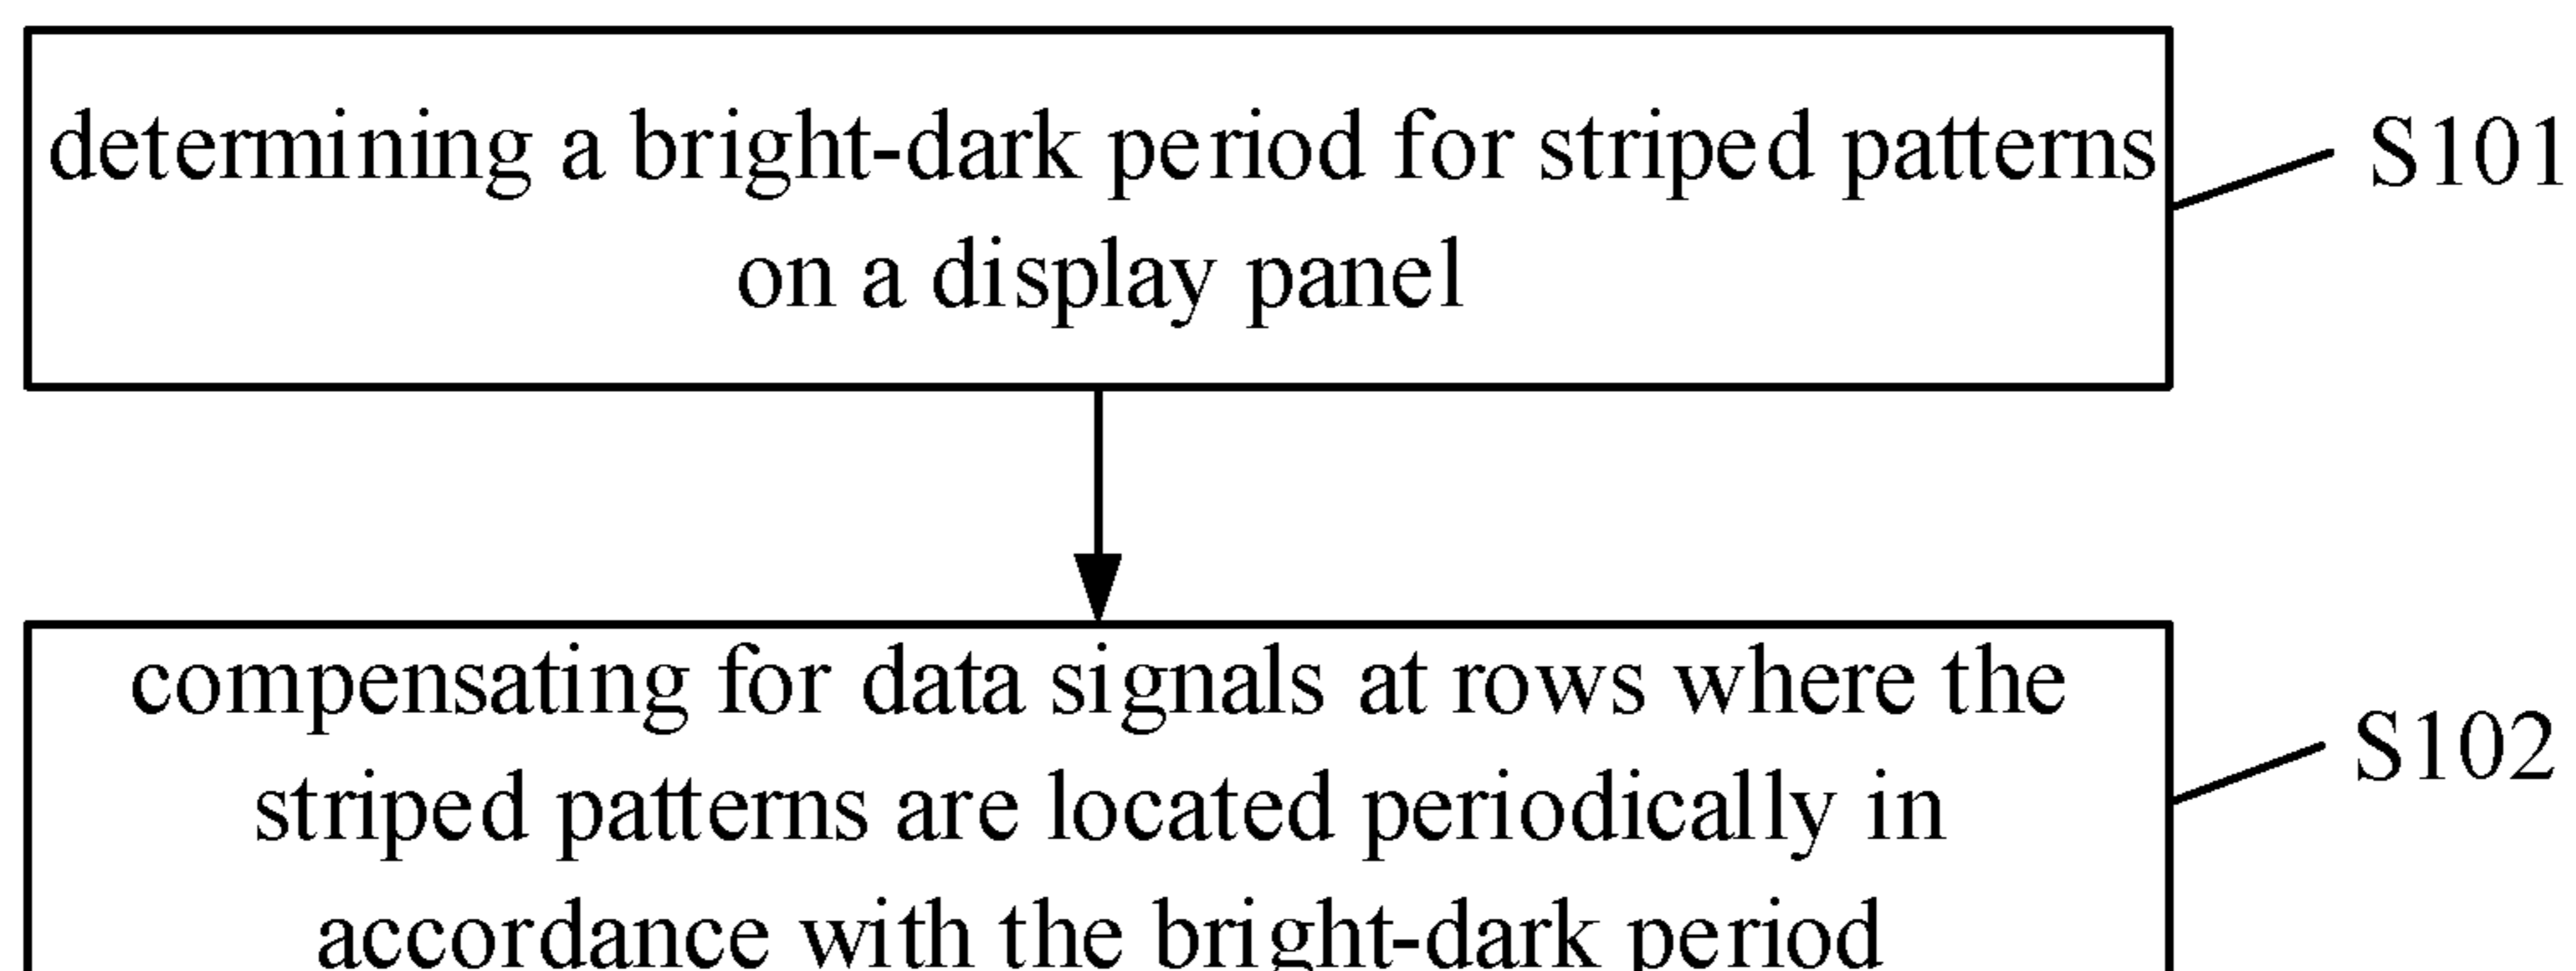 determining a bright-dark period for striped patterns
on a display panel
S101
compensating for data signals at rows where the
striped patterns are located periodically in
accordance with the bright-dark period
S102